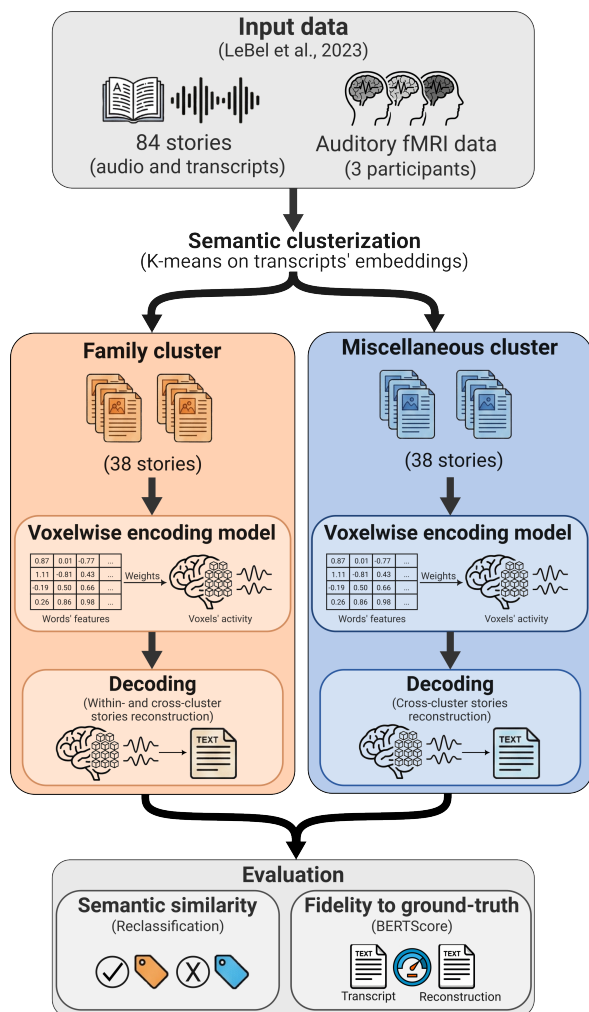 Input data
(LeBel et al., 2023)
A
84 stories
(audio and transcripts)
Auditory fMRI data
(3 participants)
Semantic clusterization
(K-means on transcripts' embeddings)
Family cluster
(38 stories)
Voxelwise encoding model
0.87 0.01 -0.77 ...
1.11 -0.81 0.43 ...
-0.19 0.50 0.66 ...
0.26 0.86 0.98 ...
Weights
Words' features
Voxels' activity
Decoding
(Within- and cross-cluster
stories reconstruction)
TEXT
Miscellaneous cluster
(38 stories)
Voxelwise encoding model
0.87 0.01 -0.77 ...
1.11 -0.81 0.43 ...
-0.19 0.50 0.66 ...
0.26 0.86 0.98 ...
Weights
Words' features
Voxels' activity
Decoding
(Cross-cluster stories
reconstruction)
TEXT
Evaluation
Semantic similarity
(Reclassification)
Fidelity to ground-truth
(BERTScore)
TEXT
TEXT
Transcript
Reconstruction